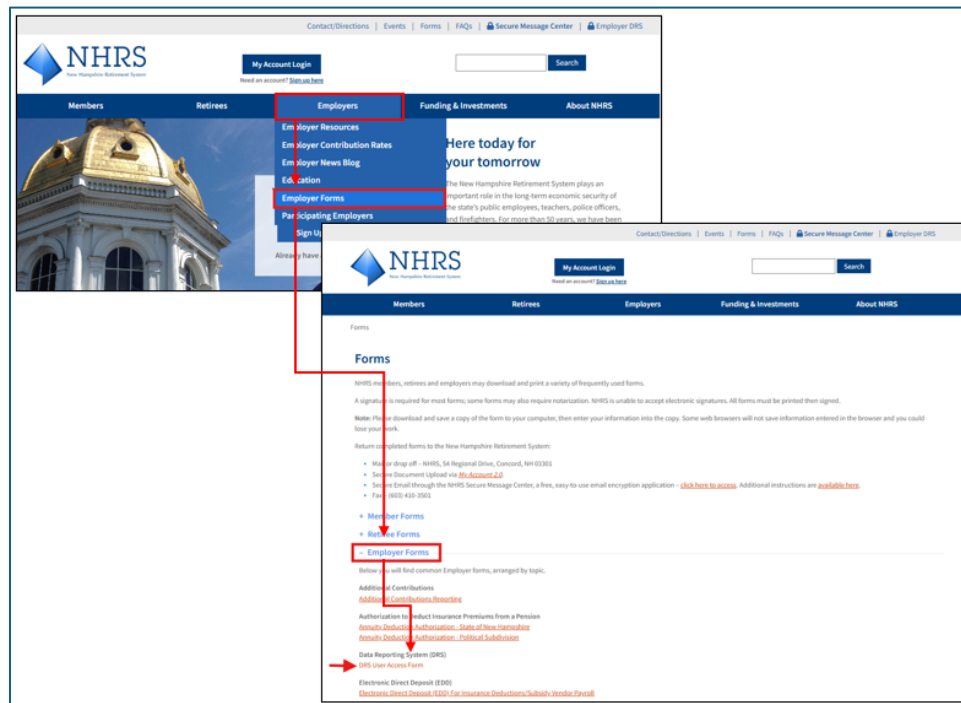 Contact/Directions | Events | Forms | FAQs | Secure Message Center | Employer DRS
NHRS
New Hampshire Retirement System
My Account Login
Need an account? Sign up here
Search
Members Retirees Employers Funding & Investments About NHRS
Employer Resources
Employer Contribution Rates
Employer News Blog
Education
Employer Forms
Participating Employers
Sign Up
Already have
Here today for
your tomorrow
The New Hampshire Retirement System plays an
important role in the long-term economic security of
the state's public employees, teachers, police officers,
and firefighters. For more than 50 years, we have been
Contact/Directions | Events | Forms | FAQs | Secure Message Center | Employer DRS
NHRS
New Hampshire Retirement System
My Account Login
Need an account? Sign up here
Search
Members Retirees Employers Funding & Investments About NHRS
Forms
Forms
NHRS members, retirees and employers may download and print a variety of frequently used forms.
A signature is required for most forms; some forms may also require notarization. NHRS is unable to accept electronic signatures. All forms must be printed then signed.
Note: Please download and save a copy of the form to your computer, then enter your information into the copy. Some web browsers will not save information entered in the browser and you could
lose your work.
Return completed forms to the New Hampshire Retirement System:
Mail or drop off – NHRS, 54 Regional Drive, Concord, NH 03301
Secure Document Upload via My Account 2.0
Secure Email through the NHRS Secure Message Center, a free, easy-to-use email encryption application – click here to access. Additional instructions are available here.
Fax – (603) 410-3501
+ Member Forms
+ Retiree Forms
– Employer Forms
Below you will find common Employer forms, arranged by topic.
Additional Contributions
Additional Contributions Reporting
Authorization to Deduct Insurance Premiums from a Pension
Annuity Deduction Authorization - State of New Hampshire
Annuity Deduction Authorization - Political Subdivision
Data Reporting System (DRS)
DRS User Access Form
Electronic Direct Deposit (EDD)
Electronic Direct Deposit (EDD) For Insurance Deductions/Subsidy Vendor Payroll